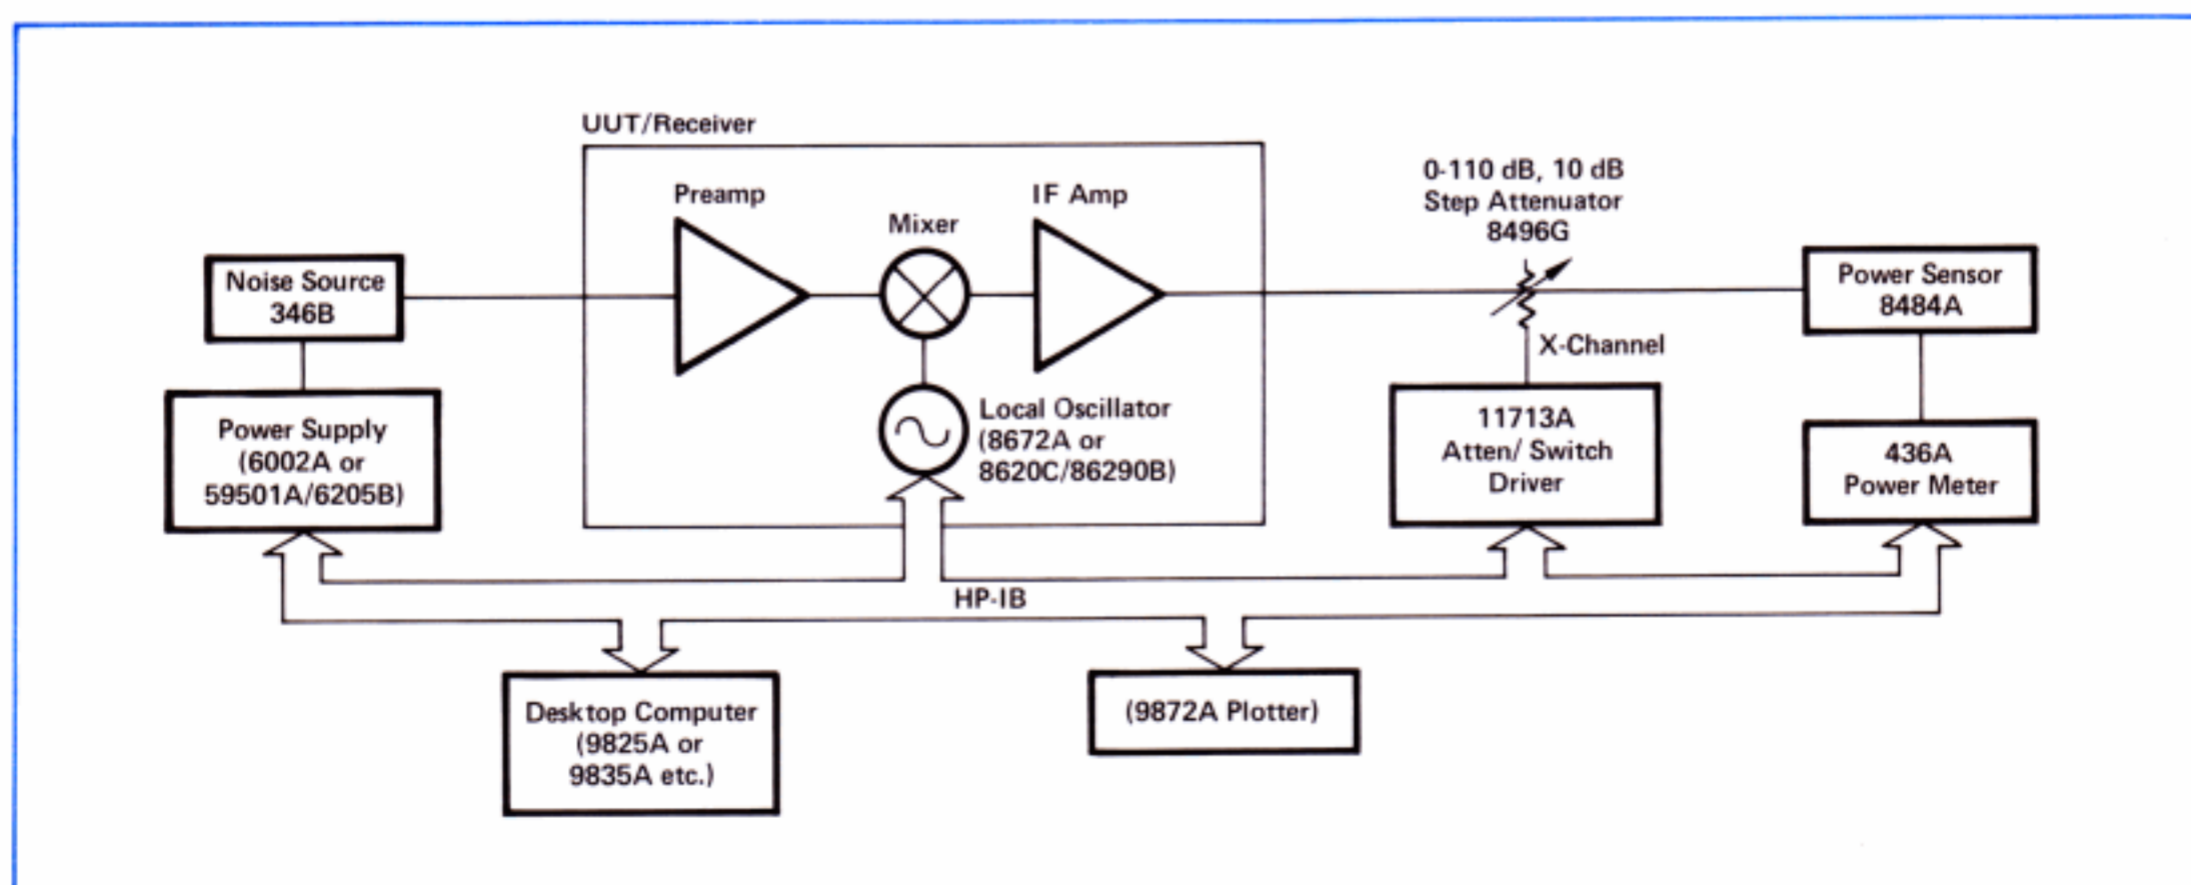 UUT/Receiver
Preamp
Mixer
IF Amp
0-110 dB, 10 dB
Step Attenuator
8496G
Noise Source
346B
Power Sensor
8484A
X-Channel
Power Supply
(6002A or
59501A/6205B)
Local Oscillator
(8672A or
8620C/86290B)
11713A
Atten/ Switch
Driver
436A
Power Meter
HP-IB
Desktop Computer
(9825A or
9835A etc.)
(9872A Plotter)